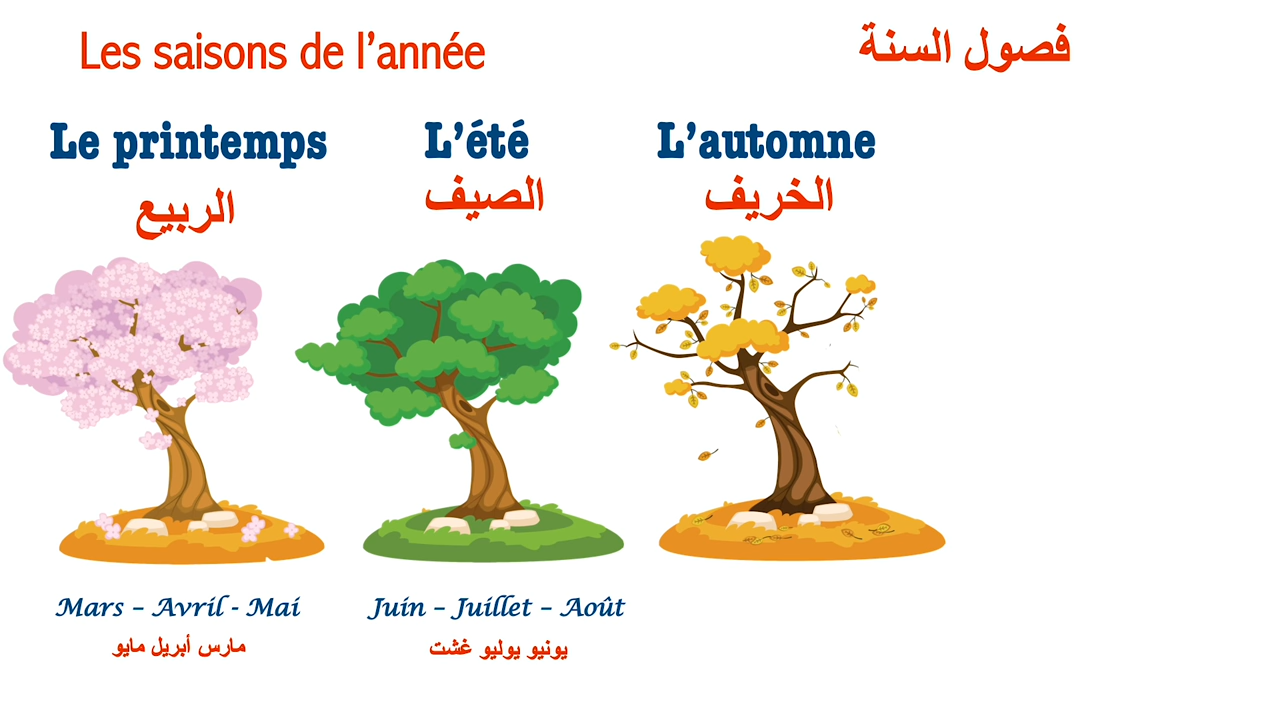 Les saisons de l'année
فصول السنة
Le printemps
L'été
L'automne
الربيع
الصيف
الخريف
Mars – Avril - Mai
Juin – Juillet – Août
مارس أبريل مايو
يونيو يوليو غشت